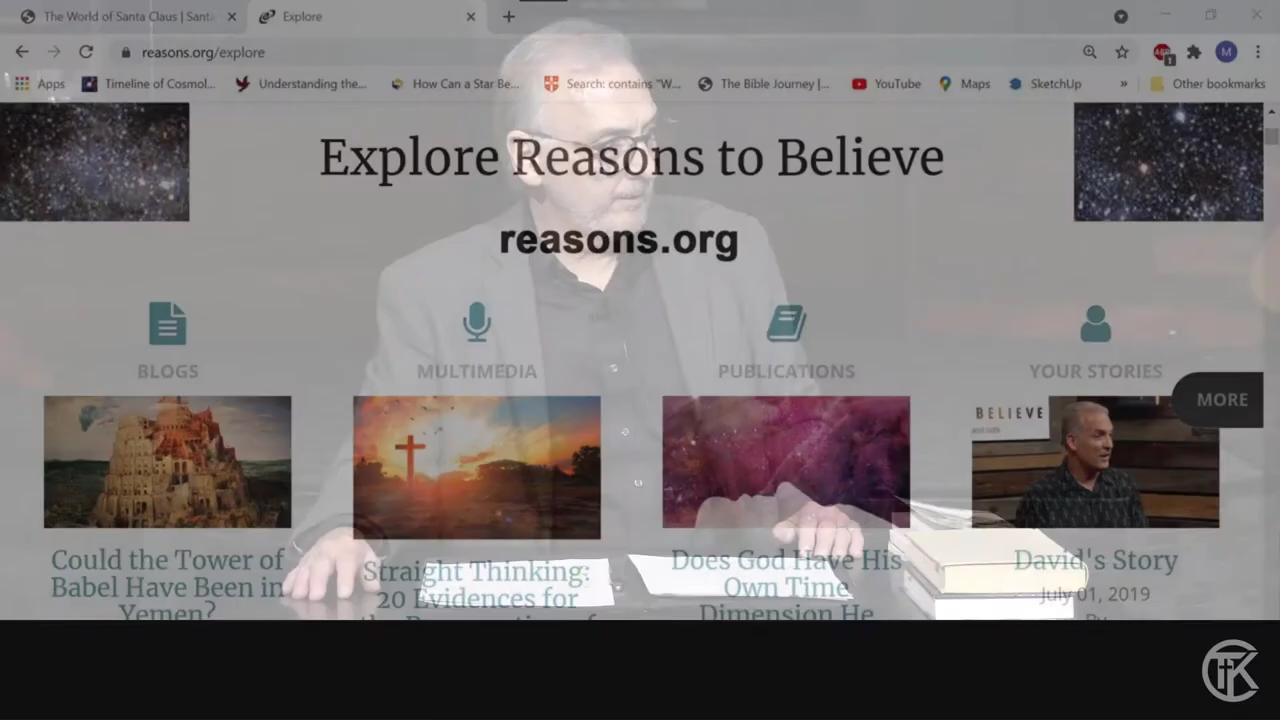 The World of Santa Claus | Santa
Explore
reasons.org/explore
Apps
Timeline of Cosmol...
Understanding the...
How Can a Star Be...
Search: contains "W...
The Bible Journey |...
YouTube
Maps
SketchUp
»
Other bookmarks
M
Explore Reasons to Believe
reasons.org
BLOGS
MULTIMEDIA
PUBLICATIONS
YOUR STORIES
MORE
BELIEVE
Could the Tower of
Babel Have Been in
Yemen?
Straight Thinking:
20 Evidences for
Does God Have His
Own Time
Dimension He
David's Story
July 01, 2019